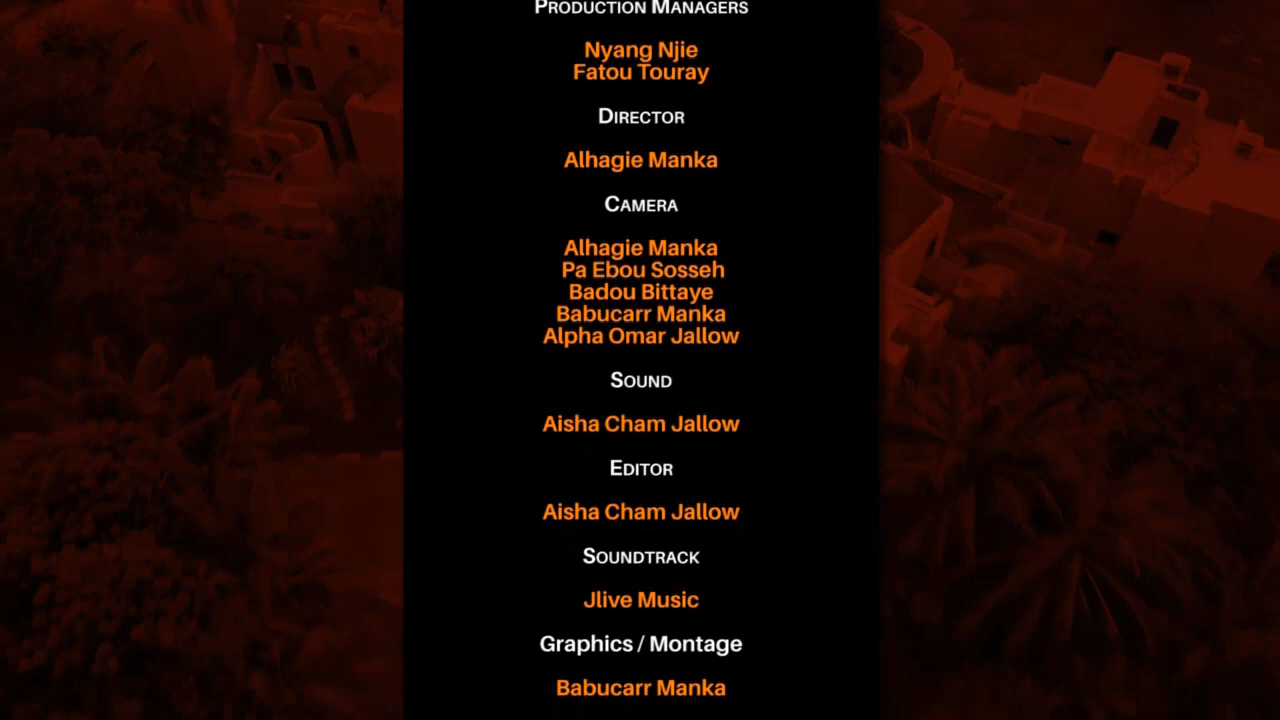 PRODUCTION MANAGERS
Nyang Njie
Fatou Touray
DIRECTOR
Alhagie Manka
CAMERA
Alhagie Manka
Pa Ebou Sosseh
Badou Bittaye
Babucarr Manka
Alpha Omar Jallow
SOUND
Aisha Cham Jallow
EDITOR
Aisha Cham Jallow
SOUNDTRACK
Jlive Music
Graphics / Montage
Babucarr Manka